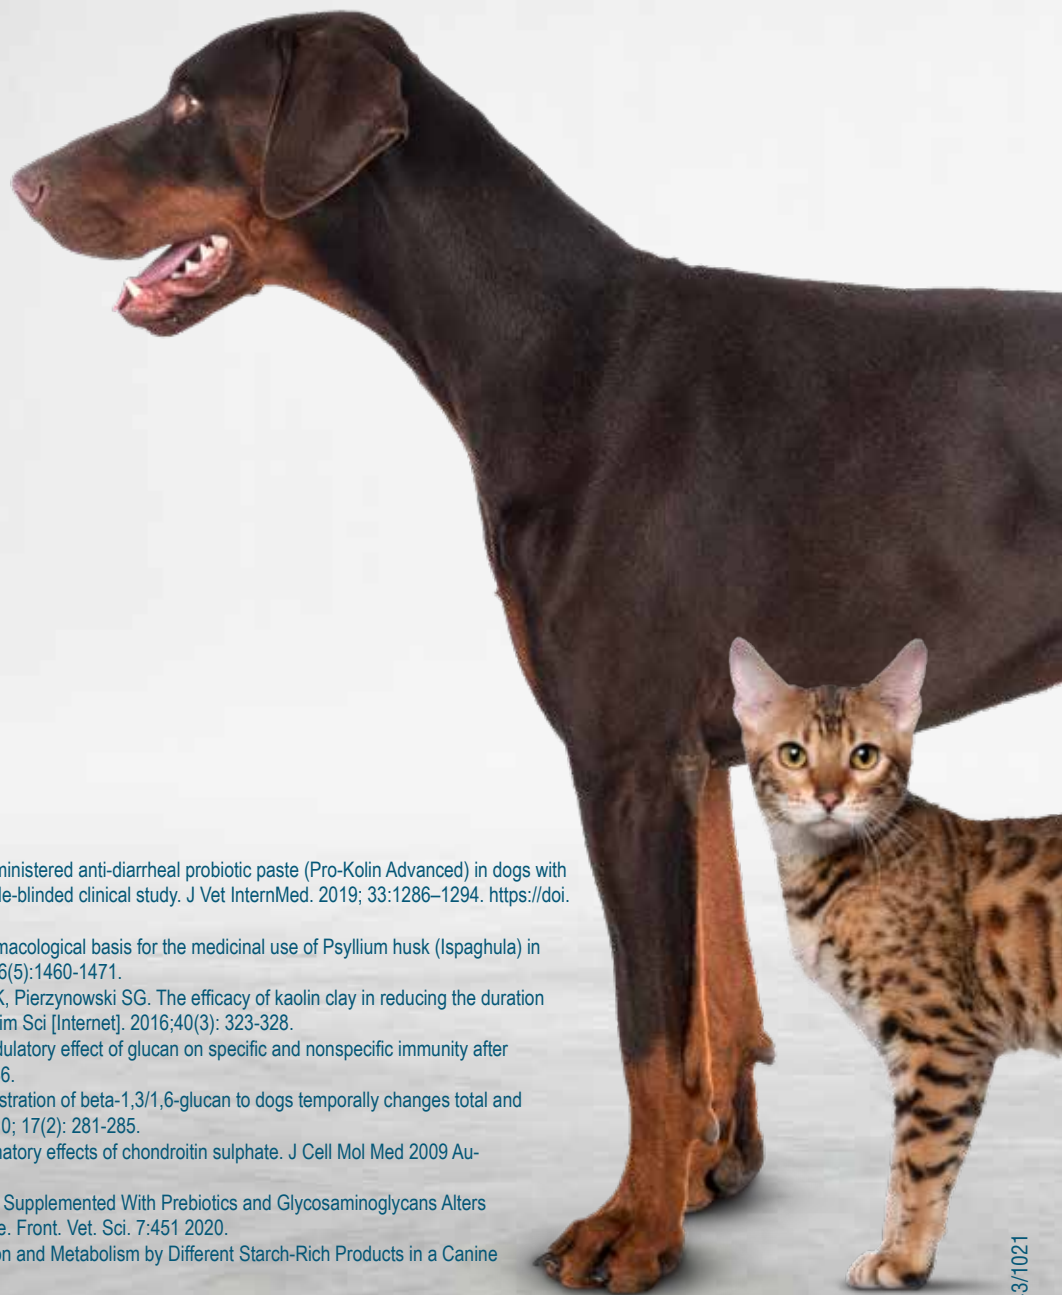 ministered anti-diarrheal probiotic paste (Pro-Kolin Advanced) in dogs with
le-blinded clinical study. J Vet InternMed. 2019; 33:1286–1294. https://doi.
macological basis for the medicinal use of Psyllium husk (Ispaghula) in
6(5):1460-1471.
K, Pierzynowski SG. The efficacy of kaolin clay in reducing the duration
im Sci [Internet]. 2016;40(3): 323-328.
dulatory effect of glucan on specific and nonspecific immunity after
6.
stration of beta-1,3/1,6-glucan to dogs temporally changes total and
0; 17(2): 281-285.
natory effects of chondroitin sulphate. J Cell Mol Med 2009 Au-
Supplemented With Prebiotics and Glycosaminoglycans Alters
e. Front. Vet. Sci. 7:451 2020.
on and Metabolism by Different Starch-Rich Products in a Canine
3/1021